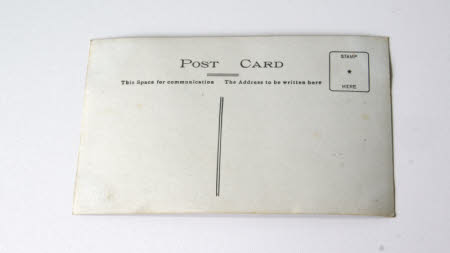 POST CARD
STAMP
HERE
This Space for communication The Address to be written here